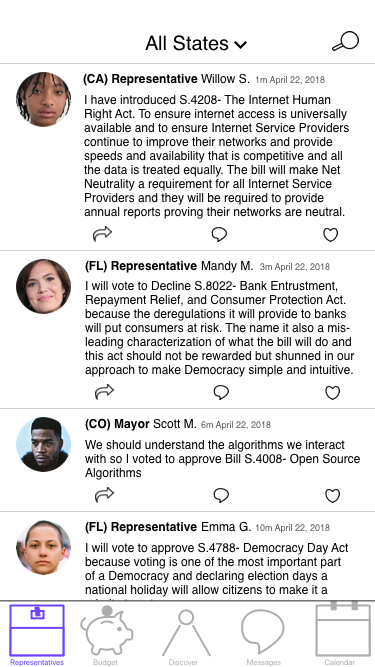 All States
(CA) Representative Willow S. 1m April 22, 2018
I have introduced S.4208- The Internet Human
Right Act. To ensure internet access is universally
available and to ensure Internet Service Providers
continue to improve their networks and provide
speeds and availability that is competitive and all
the data is treated equally. The bill will make Net
Neutrality a requirement for all Internet Service
Providers and they will be required to provide
annual reports proving their networks are neutral.
(FL) Representative Mandy M. 3m April 22, 2018
I will vote to Decline S.8022- Bank Entrustment,
Repayment Relief, and Consumer Protection Act.
because the deregulations it will provide to banks
will put consumers at risk. The name it also a mis-
leading characterization of what the bill will do and
this act should not be rewarded but shunned in our
approach to make Democracy simple and intuitive.
(CO) Mayor Scott M. 6m April 22, 2018
We should understand the algorithms we interact
with so I voted to approve Bill S.4008- Open Source
Algorithms
(FL) Representative Emma G. 10m April 22, 2018
I will vote to approve S.4788- Democracy Day Act
because voting is one of the most important part
of a Democracy and declaring election days a
national holiday will allow citizens to make it a
Representatives Budget Discover Messages Calendar